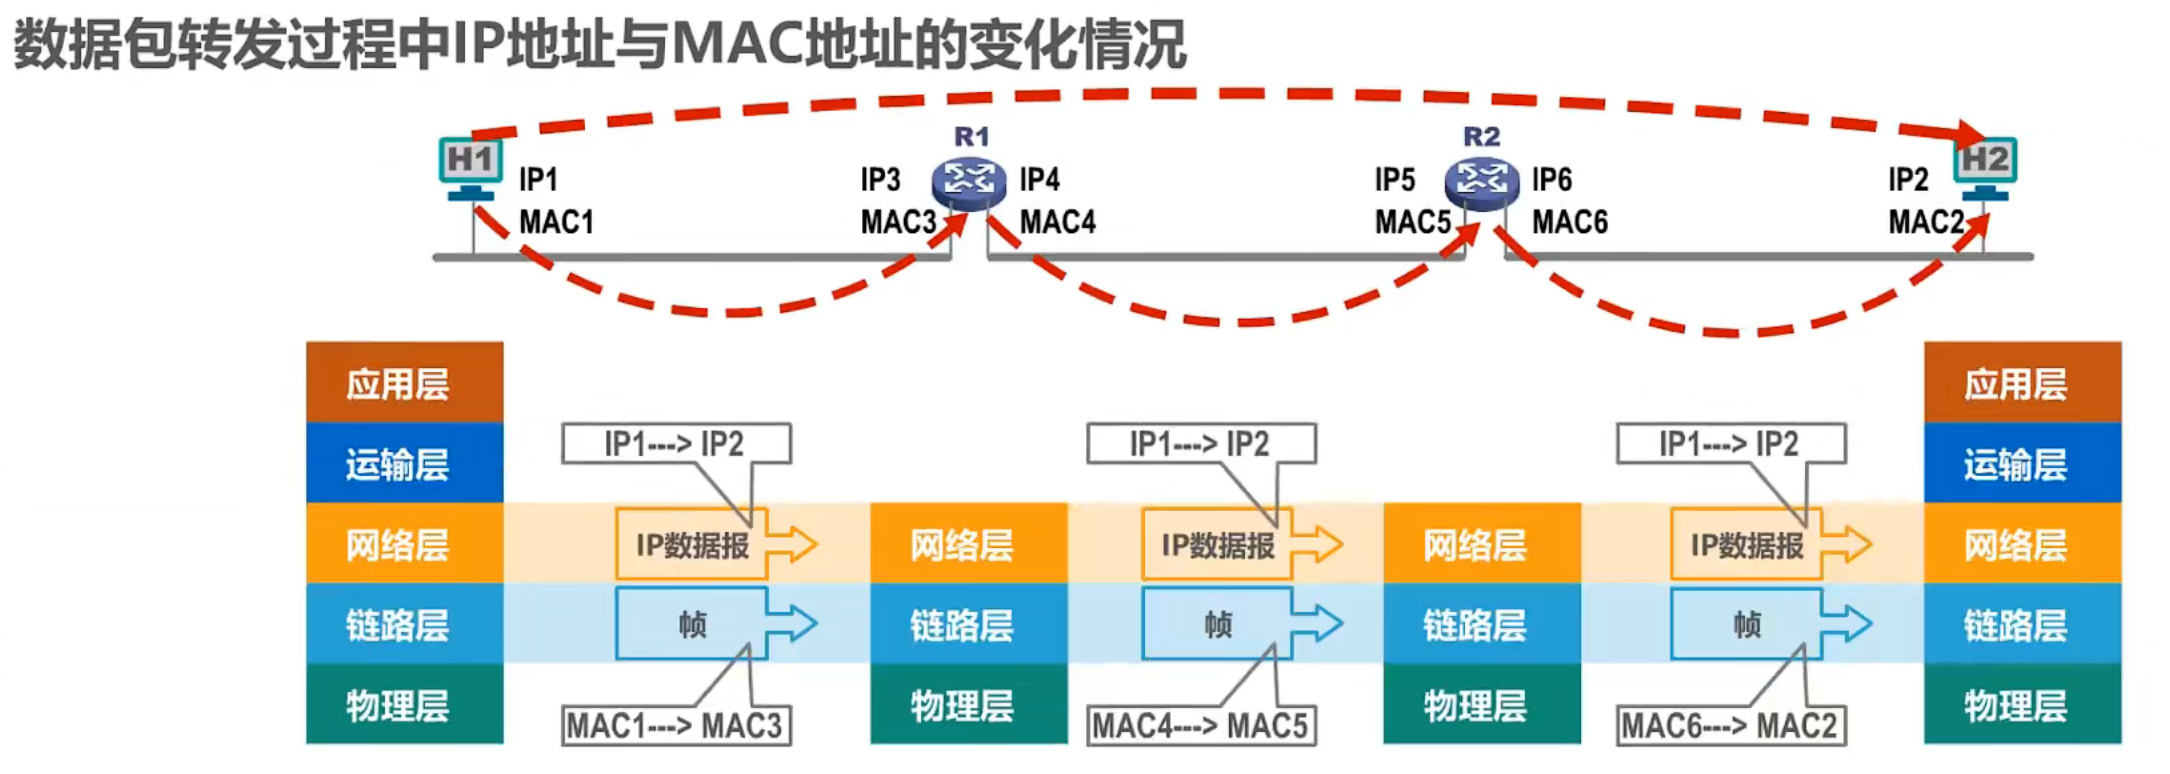 数据包转发过程中IP地址与MAC地址的变化情况
H1
IP1
MAC1
R1
IP3
MAC3
IP4
MAC4
R2
IP5
MAC5
IP6
MAC6
H2
IP2
MAC2
应用层
运输层
网络层
链路层
物理层
IP1---> IP2
IP数据报
帧
MAC1---> MAC3
网络层
链路层
物理层
IP1---> IP2
IP数据报
帧
MAC4---> MAC5
网络层
链路层
物理层
IP1---> IP2
IP数据报
帧
MAC6---> MAC2
应用层
运输层
网络层
链路层
物理层